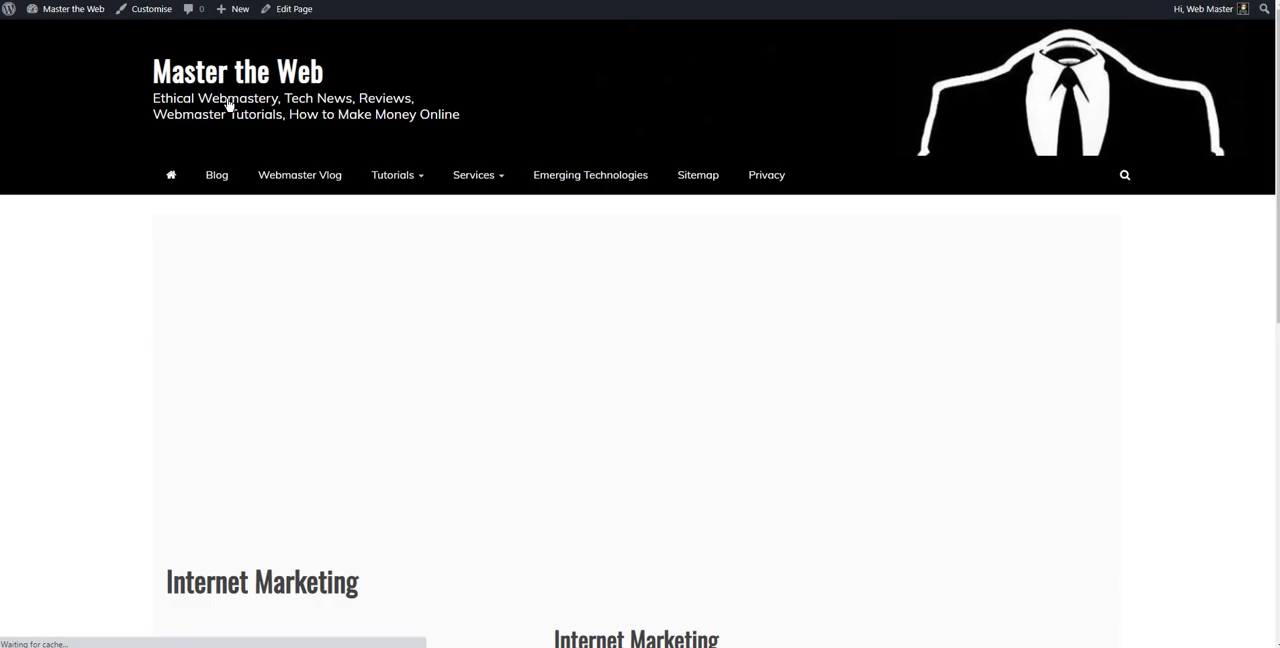 Master the Web Customise 0 New Edit Page Hi, Web Master
Master the Web
Ethical Webmastery, Tech News, Reviews,
Webmaster Tutorials, How to Make Money Online
Blog Webmaster Vlog Tutorials Services Emerging Technologies Sitemap Privacy
Internet Marketing
Internet Marketing
Waiting for cache...